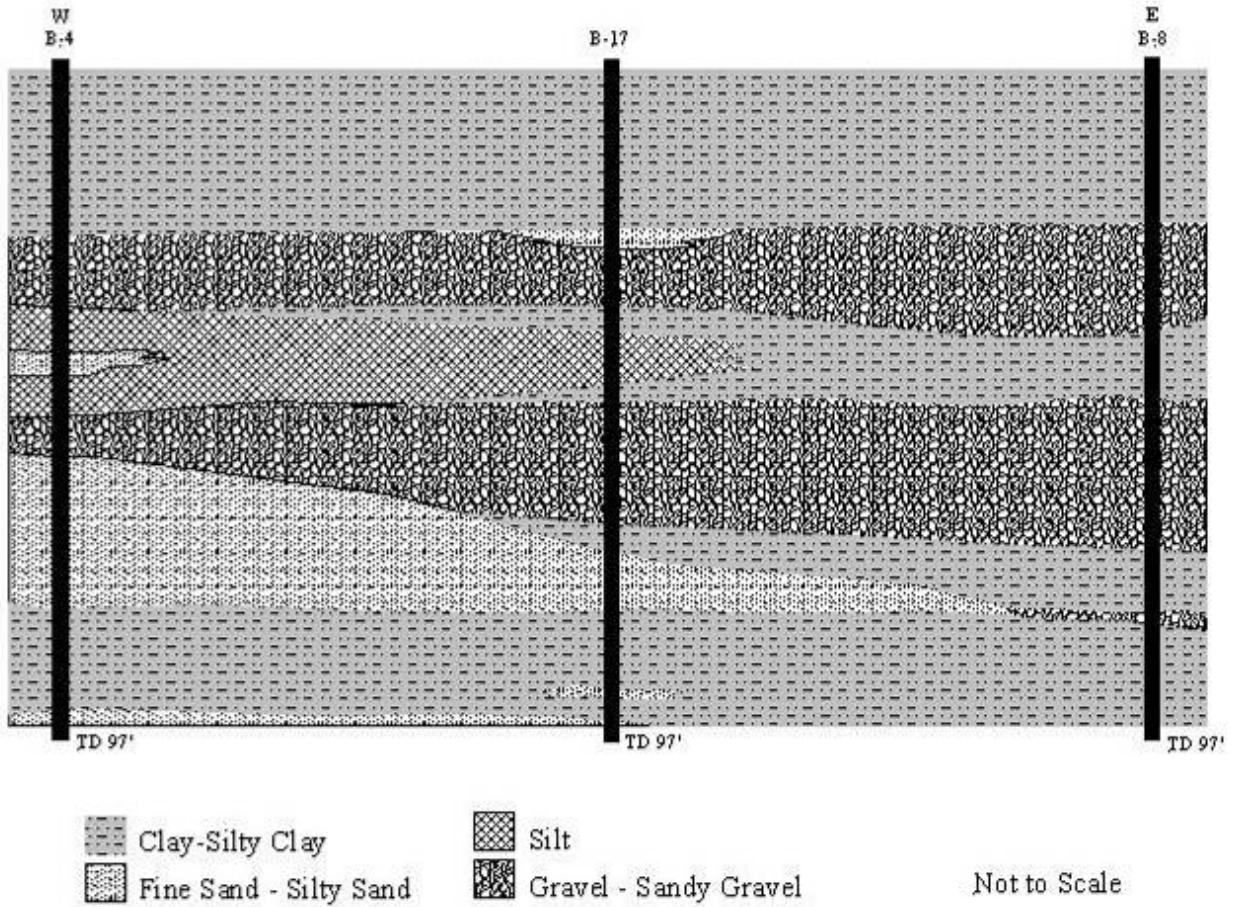 W
E
B-4
B-17
B-8
TD 97'
TD 97'
TD 97'
Clay-Silty Clay
Silt
Fine Sand - Silty Sand
Gravel - Sandy Gravel
Not to Scale